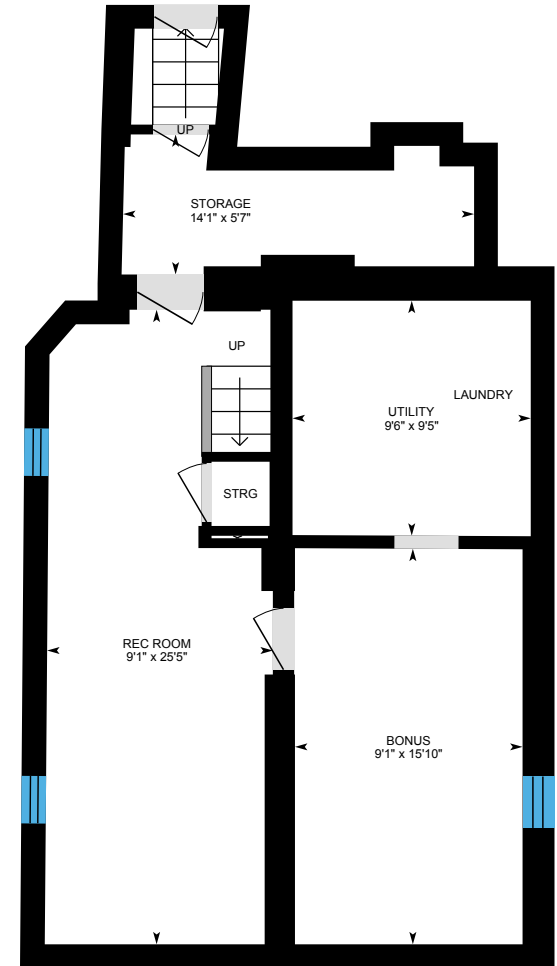 UP
STORAGE
14'1" x 5'7"
UP
LAUNDRY
UTILITY
9'6" x 9'5"
STRG
REC ROOM
9'1" x 25'5"
BONUS
9'1" x 15'10"